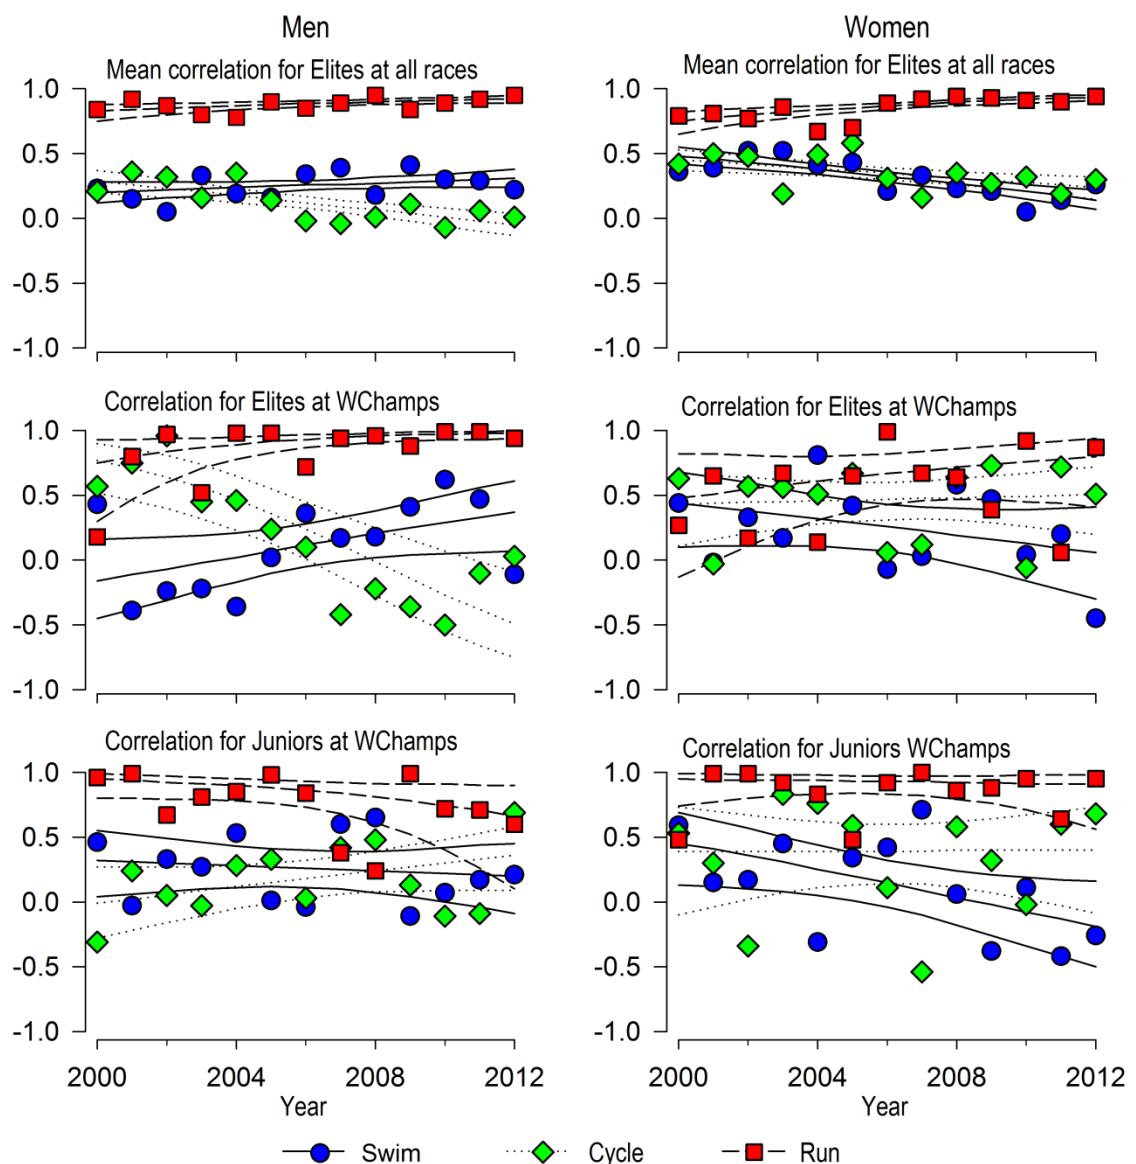 Men
Women
Mean correlation for Elites at all races
Mean correlation for Elites at all races
1.0
0.5
0.0
-0.5
-1.0
1.0
0.5
0.0
-0.5
-1.0
Correlation for Elites at WChamps
Correlation for Elites at WChamps
1.0
0.5
0.0
-0.5
-1.0
1.0
0.5
0.0
-0.5
-1.0
Correlation for Juniors at WChamps
Correlation for Juniors WChamps
1.0
0.5
0.0
-0.5
-1.0
1.0
0.5
0.0
-0.5
-1.0
2000 2004 2008 2012
2000 2004 2008 2012
Year
Year
Swim Cycle Run